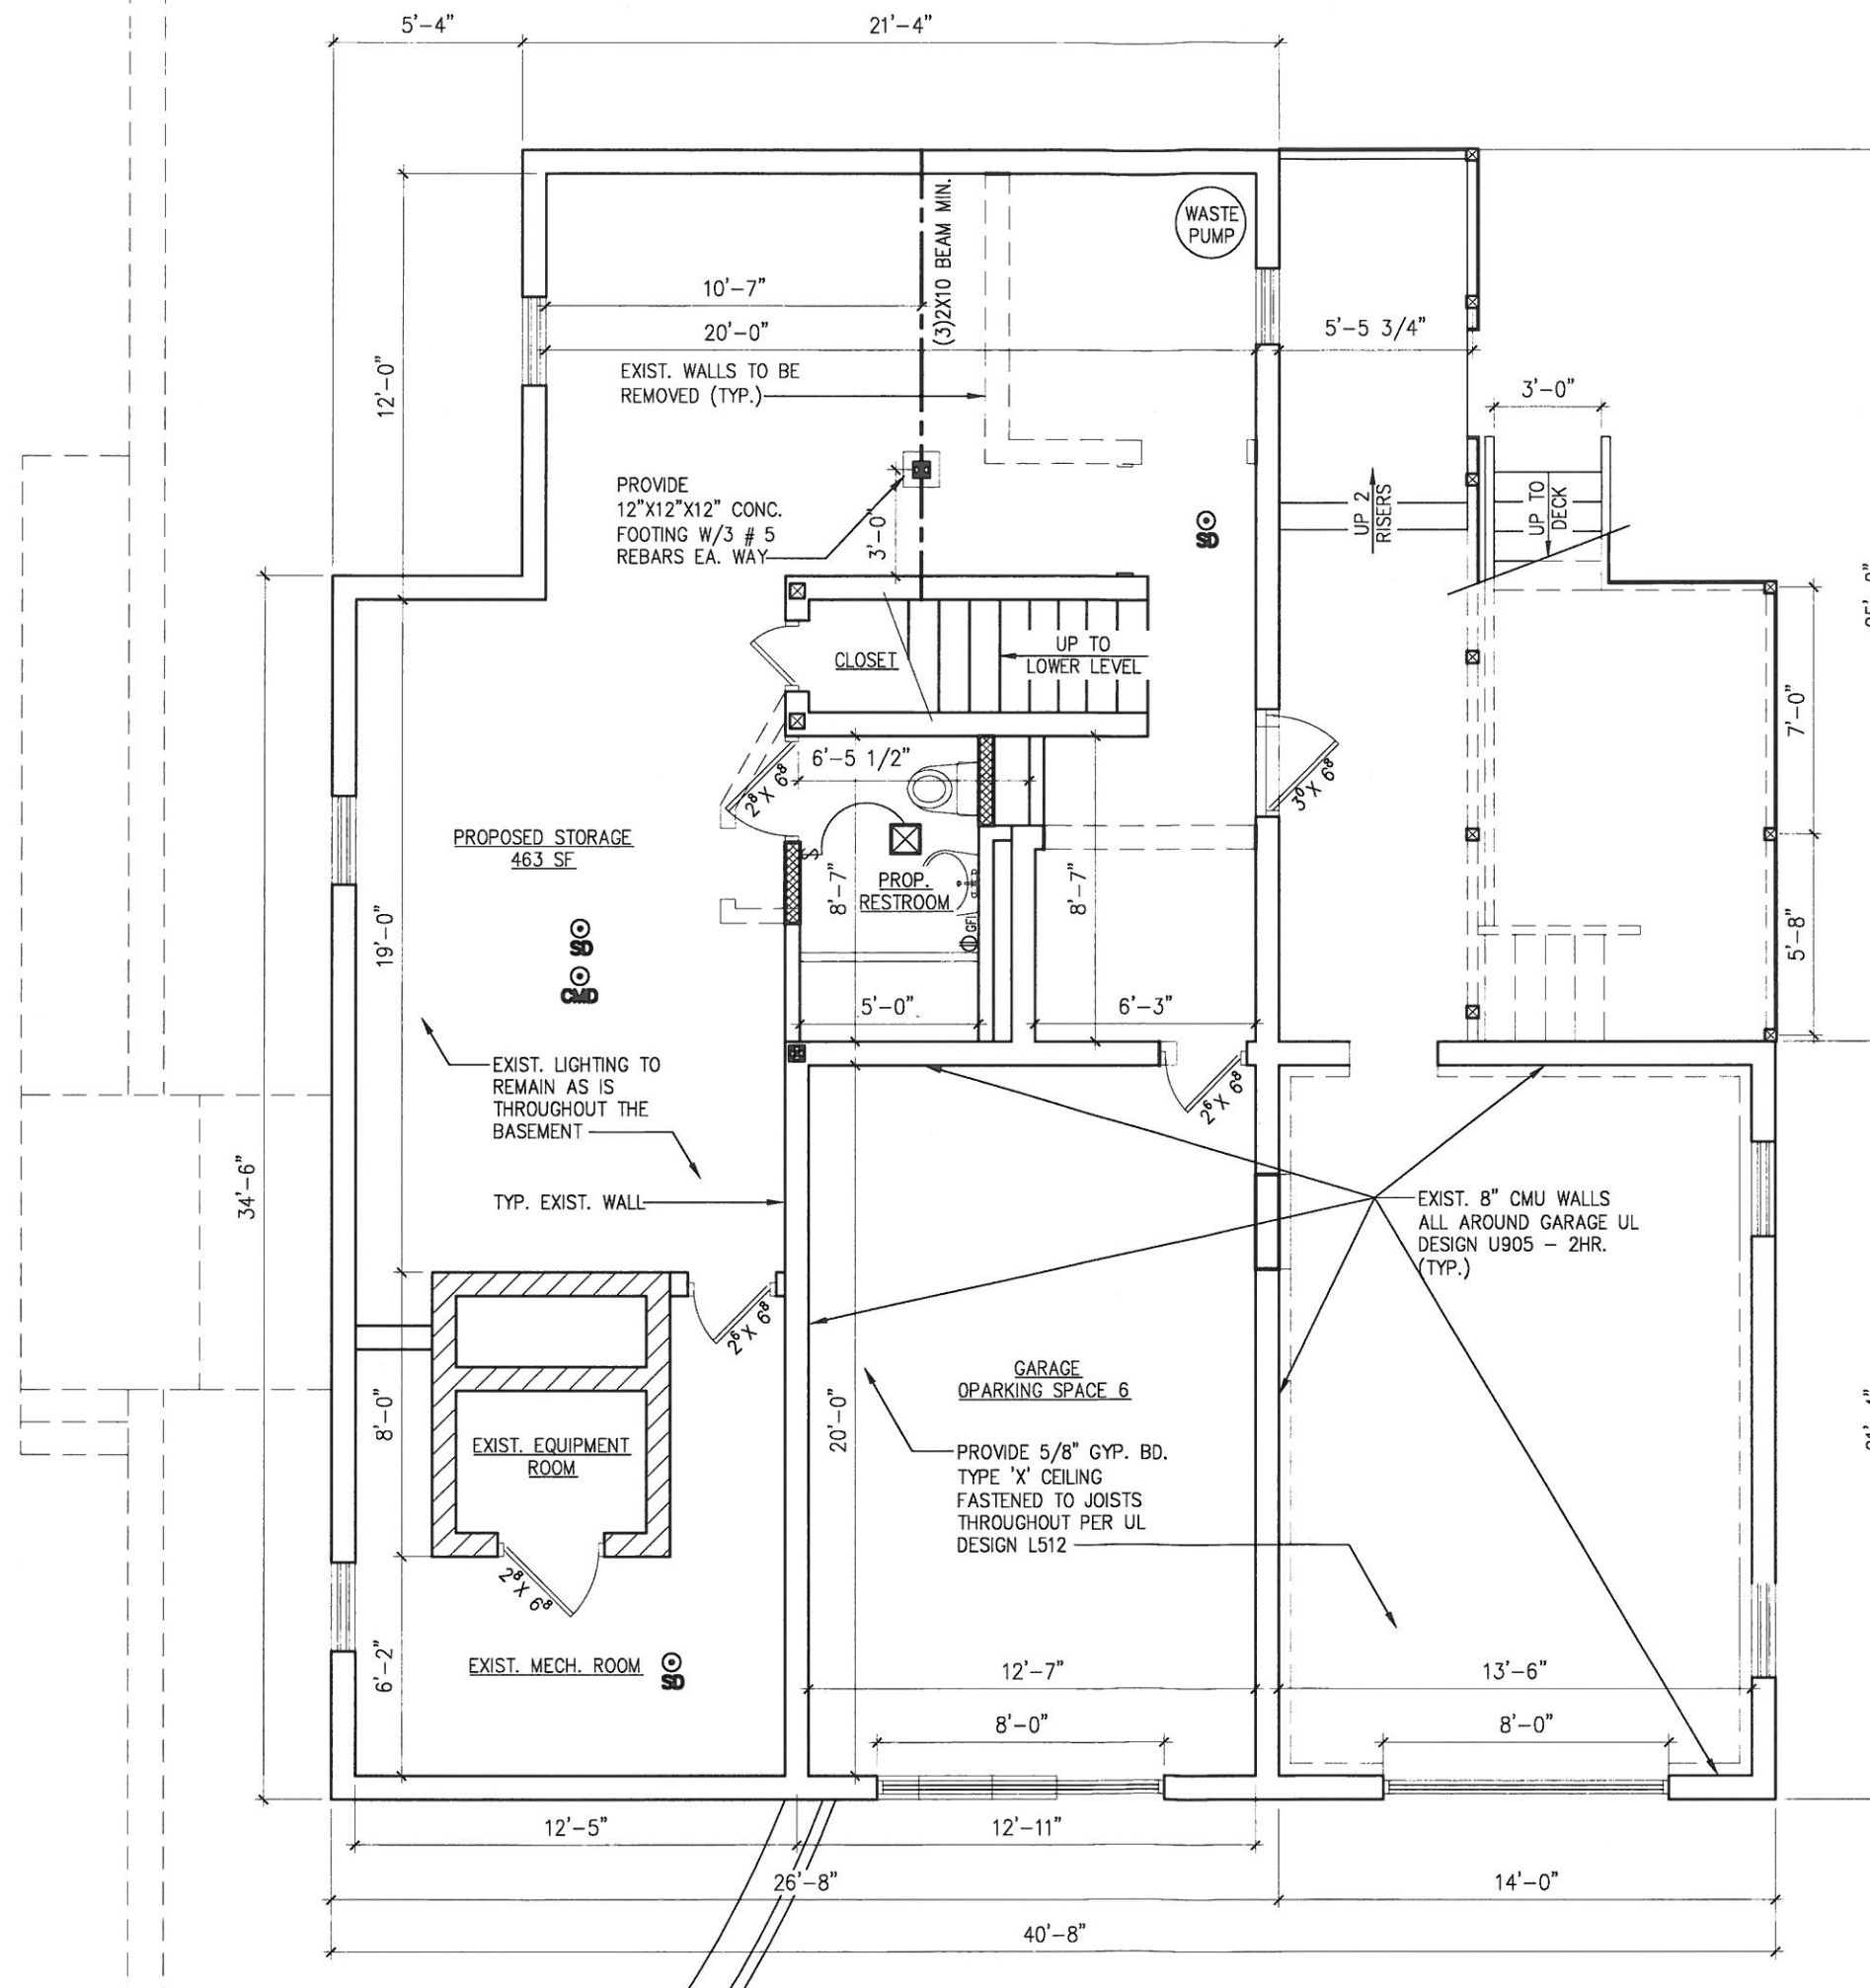 5'-4"
21'-4"
WASTE
PUMP
(3)2X10 BEAM MIN.
10'-7"
20'-0"
5'-5 3/4"
12'-0"
EXIST. WALLS TO BE
REMOVED (TYP.)
3'-0"
PROVIDE
12"X12"X12" CONC.
FOOTING W/3 # 5
REBARS EA. WAY
3'-0"
SD
UP 2
RISERS
UP TO
DECK
CLOSET
UP TO
LOWER LEVEL
7'-0"
6'-5 1/2"
2⁸X 6⁸
3⁰X 6⁸
PROPOSED STORAGE
463 SF
S
8'-7"
PROP.
RESTROOM
8'-7"
GFI
19'-0"
SD
CMD
5'-8"
5'-0"
6'-3"
EXIST. LIGHTING TO
REMAIN AS IS
THROUGHOUT THE
BASEMENT
2⁶X 6⁸
34'-6"
TYP. EXIST. WALL
EXIST. 8" CMU WALLS
ALL AROUND GARAGE UL
DESIGN U905 – 2HR.
(TYP.)
2⁶X 6⁸
GARAGE
OPARKING SPACE 6
8'-0"
20'-0"
EXIST. EQUIPMENT
ROOM
PROVIDE 5/8" GYP. BD.
TYPE 'X' CEILING
FASTENED TO JOISTS
THROUGHOUT PER UL
DESIGN L512
2⁸X 6⁸
6'-2"
EXIST. MECH. ROOM
SD
12'-7"
13'-6"
8'-0"
8'-0"
12'-5"
12'-11"
26'-8"
14'-0"
40'-8"